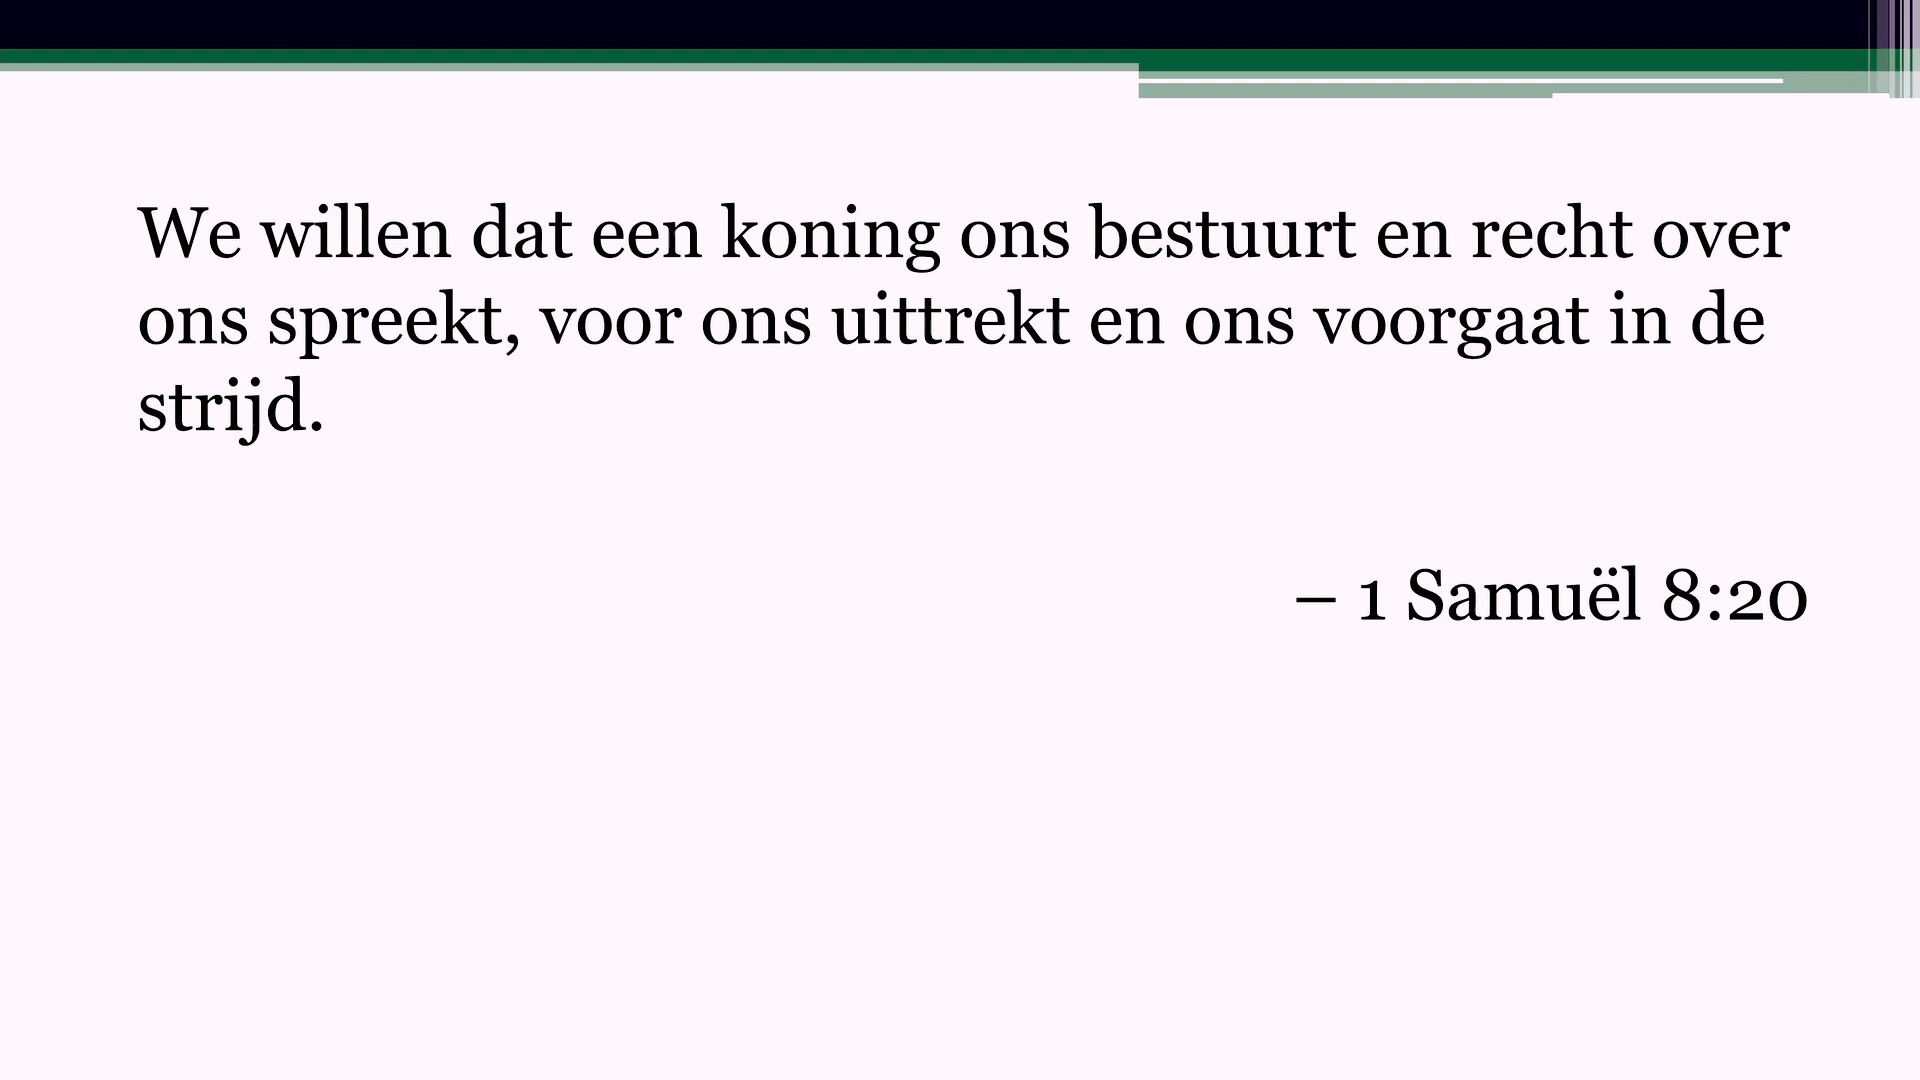 We willen dat een koning ons bestuurt en recht over
ons spreekt, voor ons uittrekt en ons voorgaat in de
strijd.
– 1 Samuël 8:20